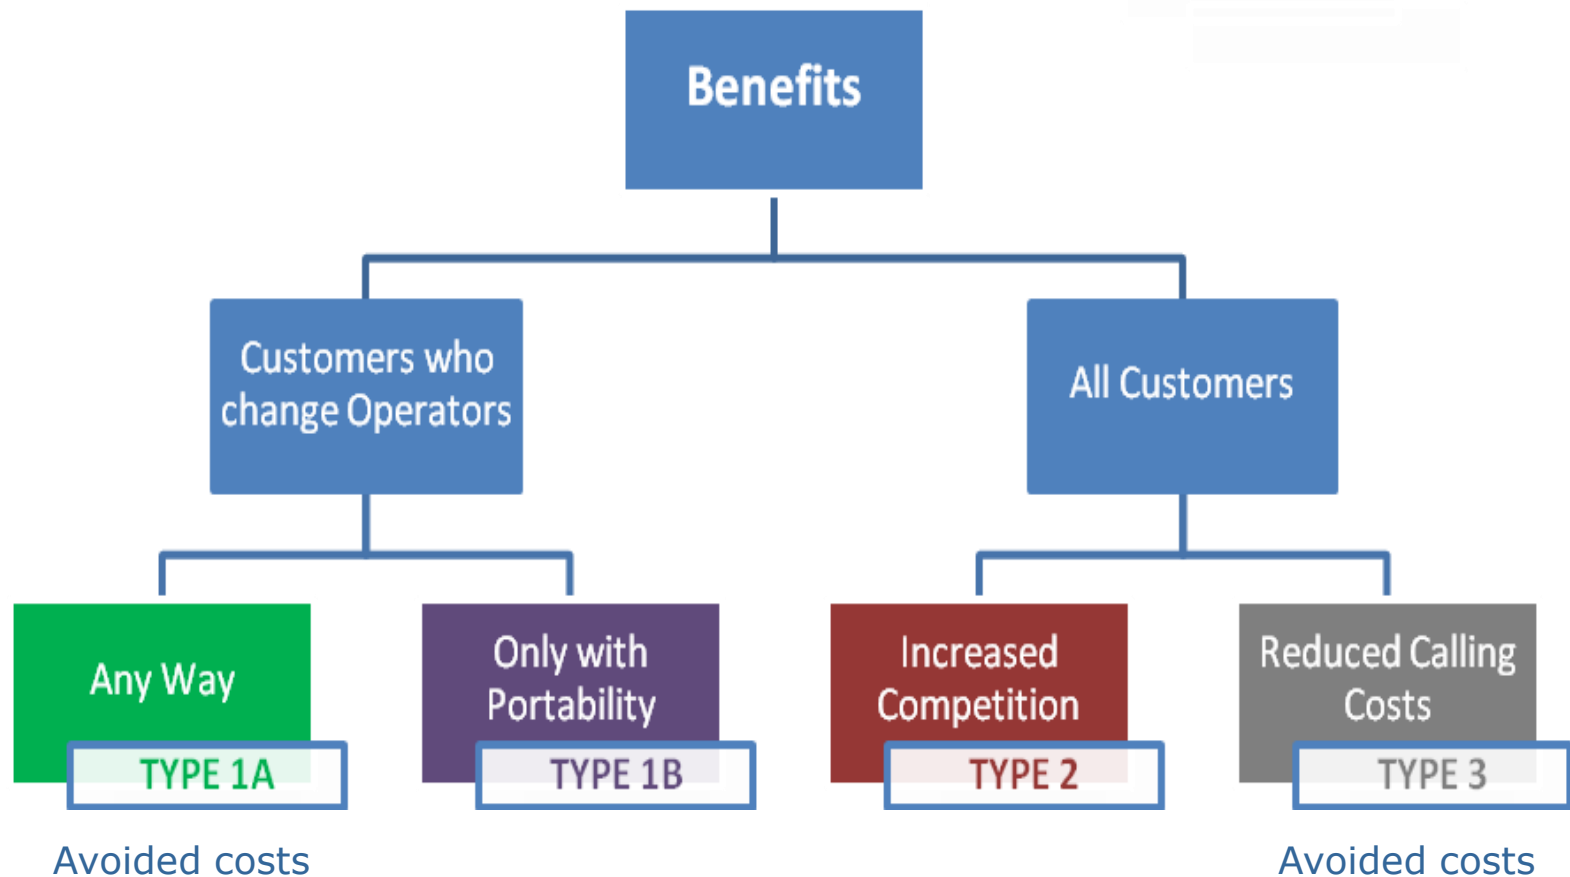 Benefits
Customers who
change Operators
All Customers
Any Way
TYPE 1A
Only with
Portability
TYPE 1B
Increased
Competition
TYPE 2
Reduced Calling
Costs
TYPE 3
Avoided costs
Avoided costs